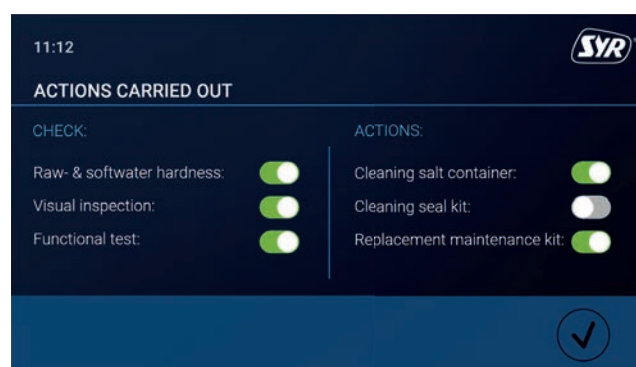 11:12
SYR
ACTIONS CARRIED OUT
CHECK:
Raw- & softwater hardness:
Visual inspection:
Functional test:
ACTIONS:
Cleaning salt container:
Cleaning seal kit:
Replacement maintenance kit: